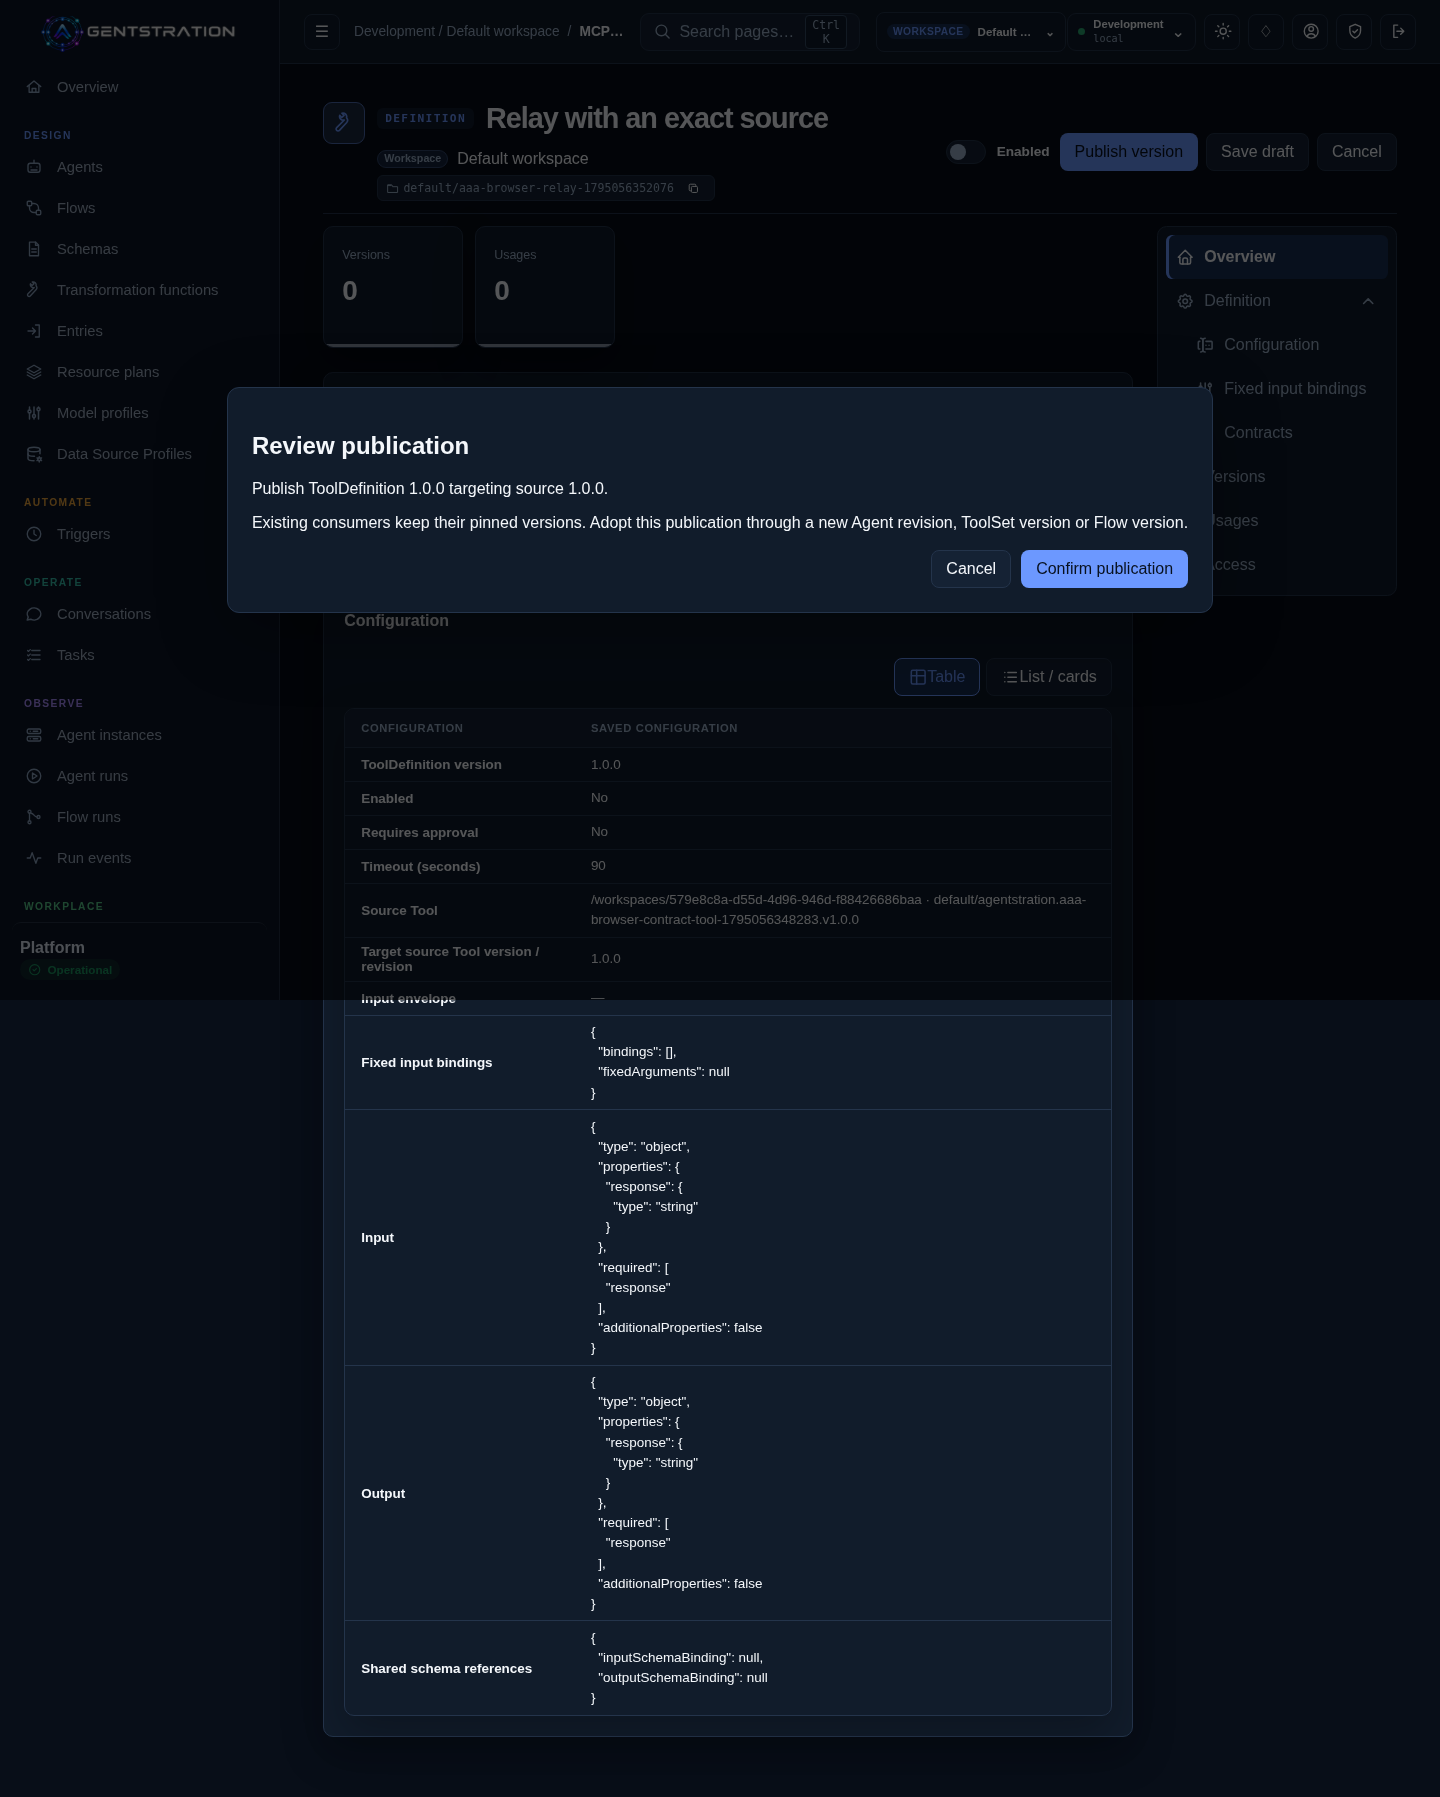 GENTSTRATION
Overview
DESIGN
Agents
Flows
Schemas
Transformation functions
Entries
Resource plans
Model profiles
Data Source Profiles
AUTOMATE
Triggers
OPERATE
Conversations
Tasks
OBSERVE
Agent instances
Agent runs
Flow runs
Run events
WORKPLACE
Platform
Operational
Development / Default workspace / MCP...
Search pages...
Ctrl
K
WORKSPACE Default ...
Development
local
DEFINITION Relay with an exact source
Workspace Default workspace
default/aaa-browser-relay-1795056352076
Enabled
Publish version
Save draft
Cancel
Versions
0
Usages
0
Overview
Definition
Configuration
Fixed input bindings
Contracts
Versions
Usages
Access
Review publication
Publish ToolDefinition 1.0.0 targeting source 1.0.0.
Existing consumers keep their pinned versions. Adopt this publication through a new Agent revision, ToolSet version or Flow version.
Cancel
Confirm publication
Configuration
Table
List / cards
CONFIGURATION SAVED CONFIGURATION
ToolDefinition version 1.0.0
Enabled No
Requires approval No
Timeout (seconds) 90
Source Tool
/workspaces/579e8c8a-d55d-4d96-946d-f88426686baa · default/agentstration.aaa-
browser-contract-tool-1795056348283.v1.0.0
Target source Tool version /
revision
1.0.0
Input envelope —
Fixed input bindings
{
"bindings": [],
"fixedArguments": null
}
Input
{
"type": "object",
"properties": {
"response": {
"type": "string"
}
},
"required": [
"response"
],
"additionalProperties": false
}
Output
{
"type": "object",
"properties": {
"response": {
"type": "string"
}
},
"required": [
"response"
],
"additionalProperties": false
}
Shared schema references
{
"inputSchemaBinding": null,
"outputSchemaBinding": null
}